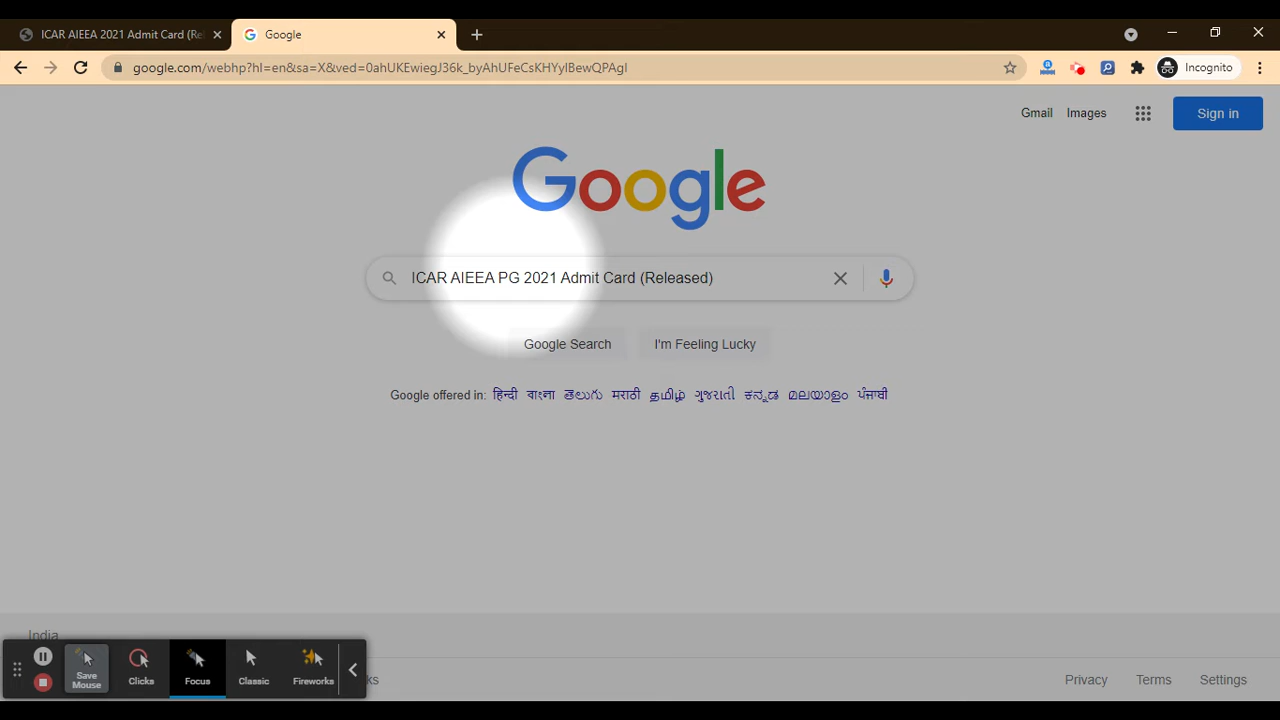 ICAR AIEEA 2021 Admit Card (Rel
Google
google.com/webhp?hl=en&sa=X&ved=0ahUKEwiegJ36k_byAhUFeCsKHYyIBewQPAgI
Incognito
Gmail Images
Sign in
Google
ICAR AIEEA PG 2021 Admit Card (Released)
Google Search I'm Feeling Lucky
Google offered in: हिन्दी বাংলা తెలుగు मराठी தமிழ் ગુજરાતી ಕನ್ನಡ മലയാളം ਪੰਜਾਬੀ
India
Save Mouse Clicks Focus Classic Fireworks
Privacy Terms Settings